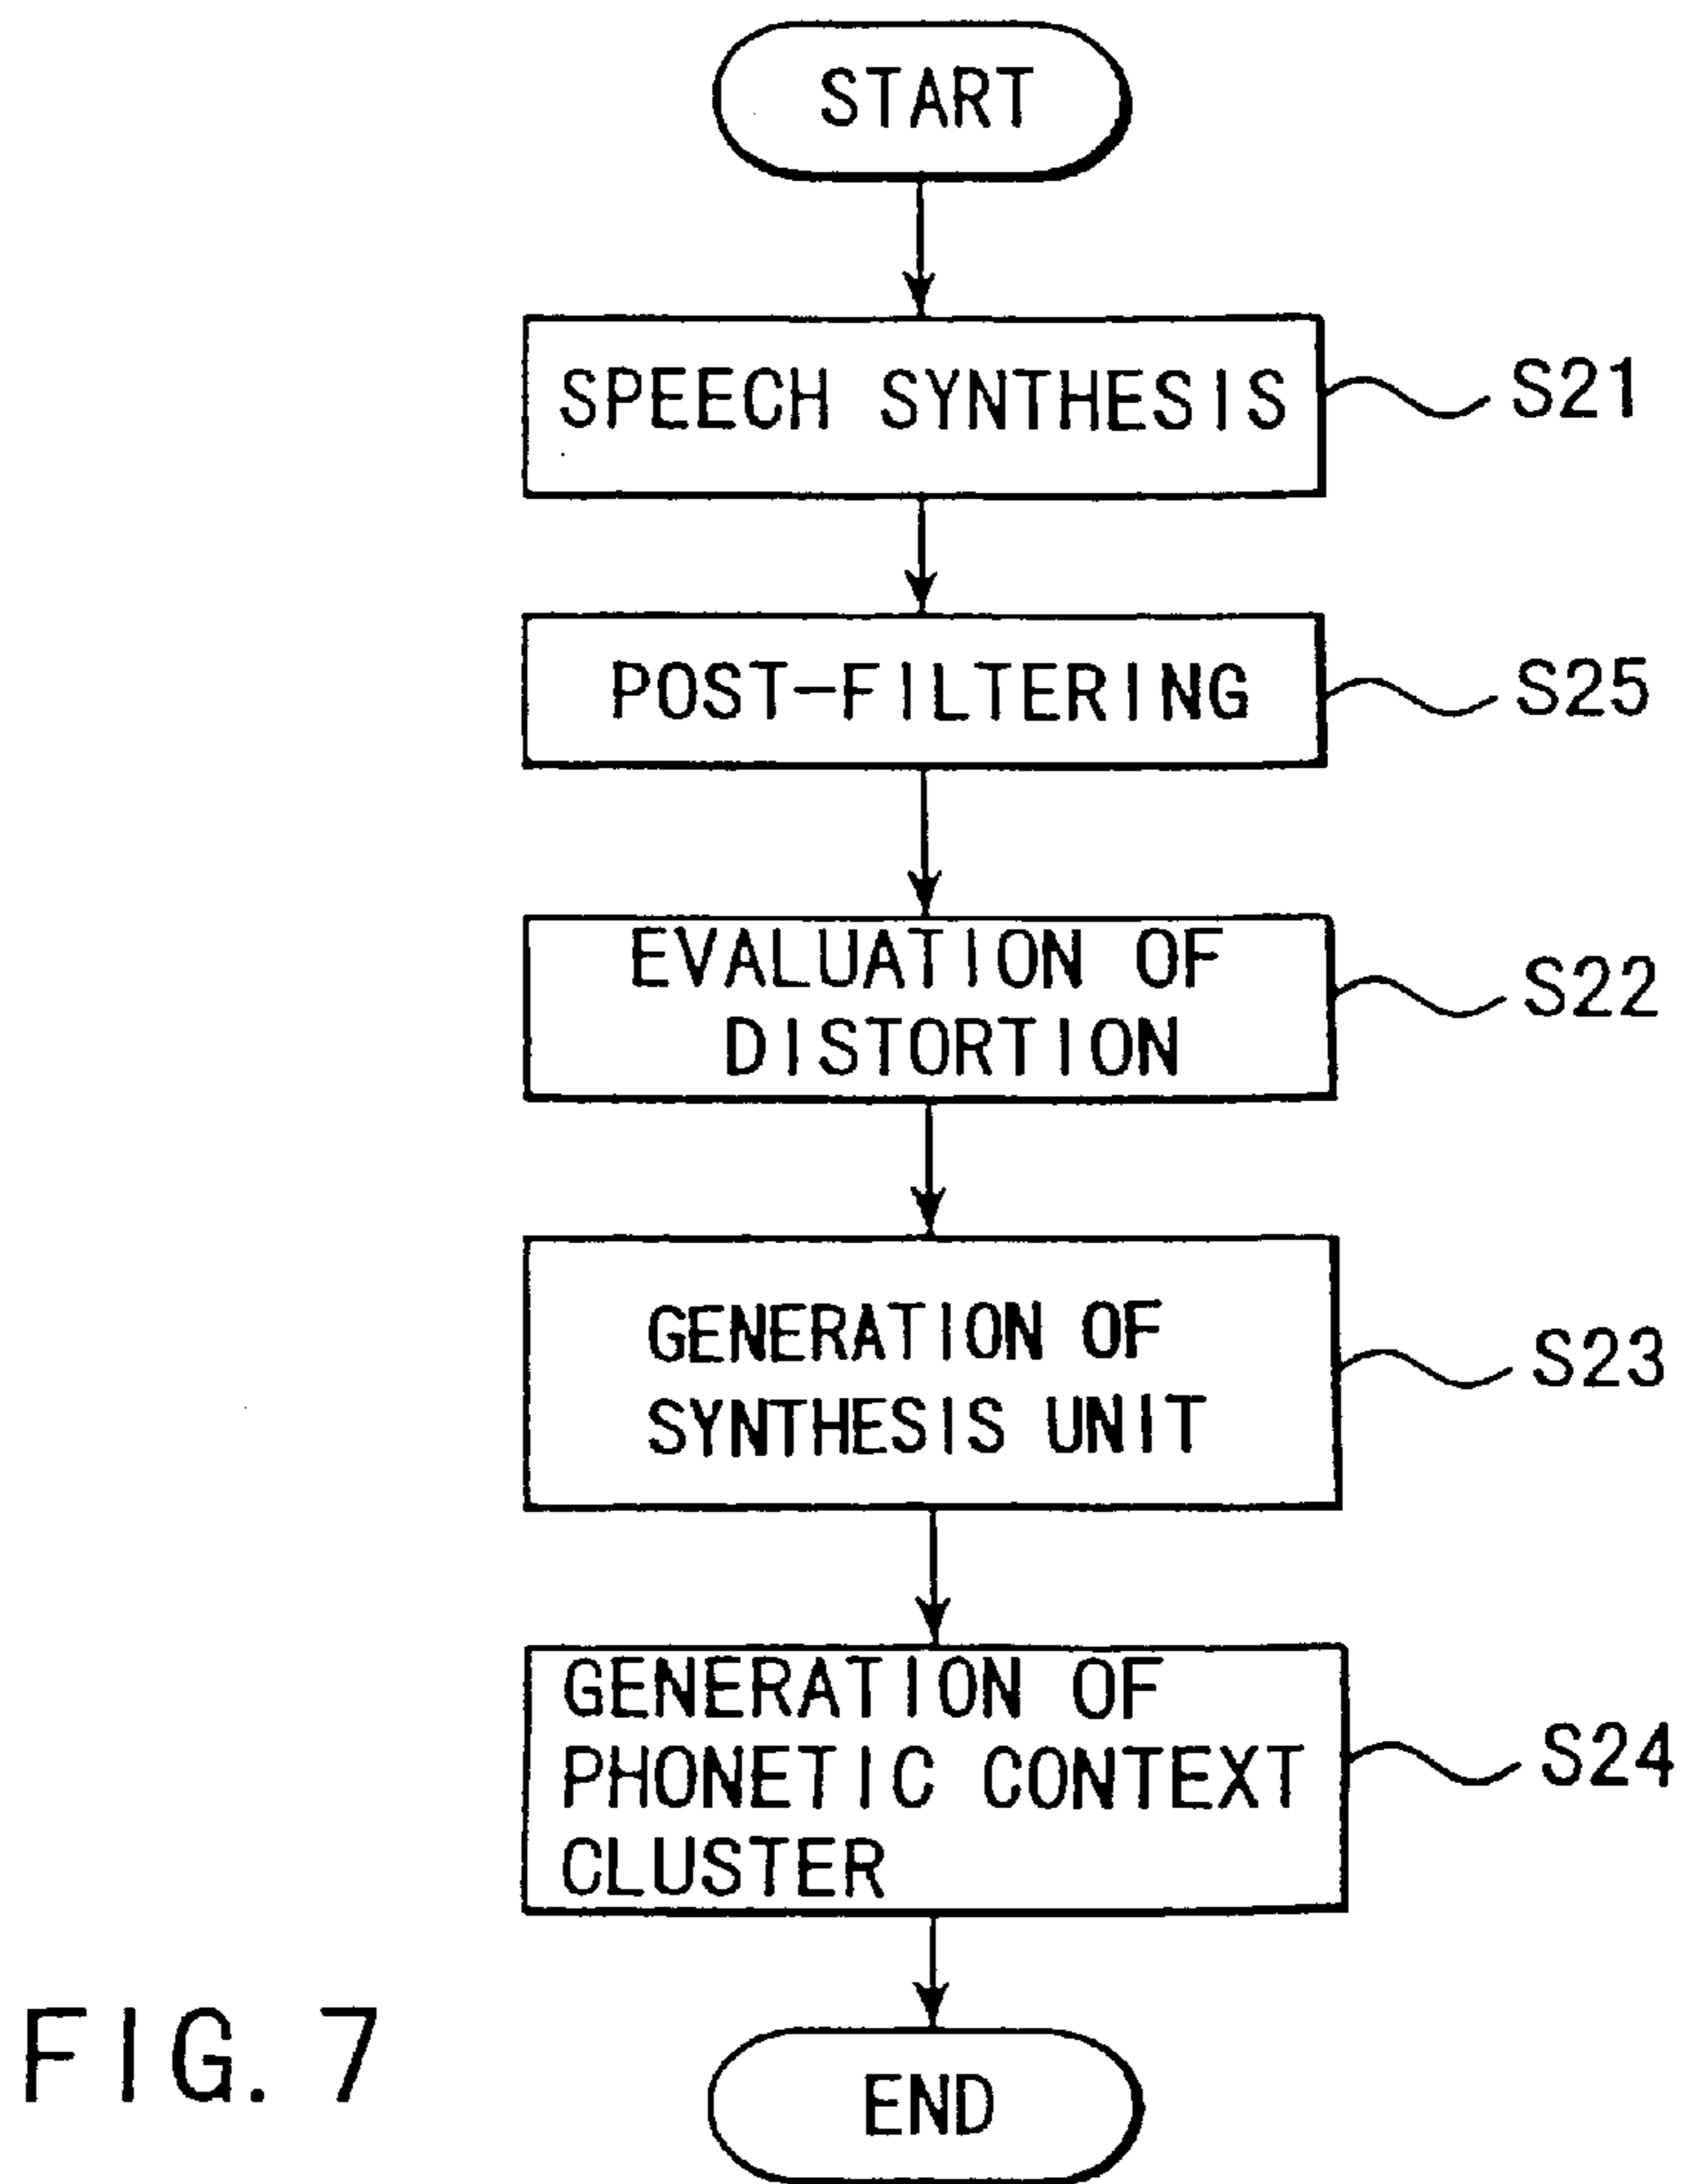 START
SPEECH SYNTHESIS
S21
POST-FILTERING
S25
EVALUATION OF
DISTORTION
S22
GENERATION OF
SYNTHESIS UNIT
S23
GENERATION OF
PHONETIC CONTEXT
CLUSTER
S24
END
FIG. 7